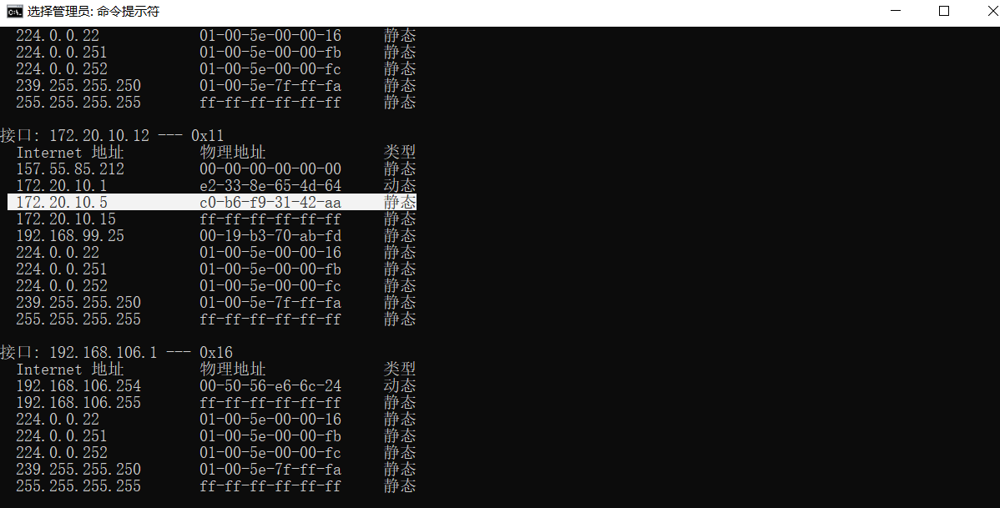 选择管理员: 命令提示符
224.0.0.22 01-00-5e-00-00-16 静态
224.0.0.251 01-00-5e-00-00-fb 静态
224.0.0.252 01-00-5e-00-00-fc 静态
239.255.255.250 01-00-5e-7f-ff-fa 静态
255.255.255.255 ff-ff-ff-ff-ff-ff 静态
接口: 172.20.10.12 --- 0x11
Internet 地址 物理地址 类型
157.55.85.212 00-00-00-00-00-00 静态
172.20.10.1 e2-33-8e-65-4d-64 动态
172.20.10.5 c0-b6-f9-31-42-aa 静态
172.20.10.15 ff-ff-ff-ff-ff-ff 静态
192.168.99.25 00-19-b3-70-ab-fd 静态
224.0.0.22 01-00-5e-00-00-16 静态
224.0.0.251 01-00-5e-00-00-fb 静态
224.0.0.252 01-00-5e-00-00-fc 静态
239.255.255.250 01-00-5e-7f-ff-fa 静态
255.255.255.255 ff-ff-ff-ff-ff-ff 静态
接口: 192.168.106.1 --- 0x16
Internet 地址 物理地址 类型
192.168.106.254 00-50-56-e6-6c-24 动态
192.168.106.255 ff-ff-ff-ff-ff-ff 静态
224.0.0.22 01-00-5e-00-00-16 静态
224.0.0.251 01-00-5e-00-00-fb 静态
224.0.0.252 01-00-5e-00-00-fc 静态
239.255.255.250 01-00-5e-7f-ff-fa 静态
255.255.255.255 ff-ff-ff-ff-ff-ff 静态